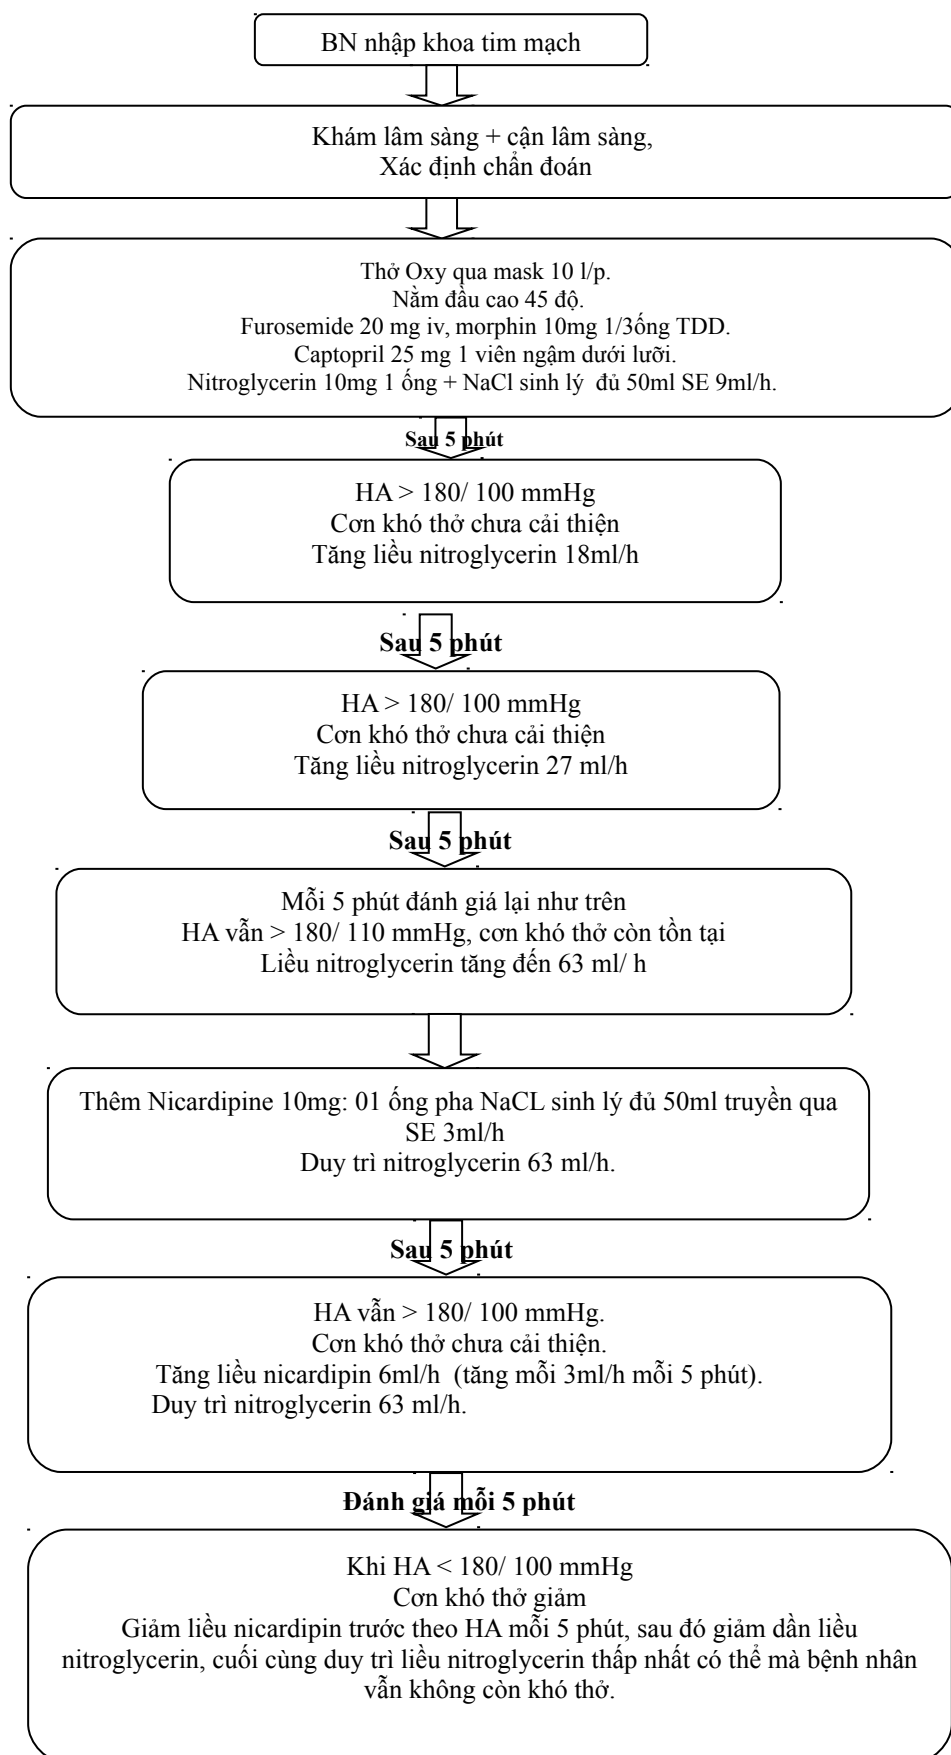 BN nhập khoa tim mạch
Khám lâm sàng + cận lâm sàng,
Xác định chẩn đoán
Thở Oxy qua mask 10 l/p.
Nằm đầu cao 45 độ.
Furosemide 20 mg iv, morphin 10mg 1/3ống TDD.
Captopril 25 mg 1 viên ngậm dưới lưỡi.
Nitroglycerin 10mg 1 ống + NaCl sinh lý đủ 50ml SE 9ml/h.
Sau 5 phút
HA > 180/ 100 mmHg
Cơn khó thở chưa cải thiện
Tăng liều nitroglycerin 18ml/h
Sau 5 phút
HA > 180/ 100 mmHg
Cơn khó thở chưa cải thiện
Tăng liều nitroglycerin 27 ml/h
Sau 5 phút
Mỗi 5 phút đánh giá lại như trên
HA vẫn > 180/ 110 mmHg, cơn khó thở còn tồn tại
Liều nitroglycerin tăng đến 63 ml/ h
Thêm Nicardipine 10mg: 01 ống pha NaCL sinh lý đủ 50ml truyền qua
SE 3ml/h
Duy trì nitroglycerin 63 ml/h.
Sau 5 phút
HA vẫn > 180/ 100 mmHg.
Cơn khó thở chưa cải thiện.
Tăng liều nicardipin 6ml/h (tăng mỗi 3ml/h mỗi 5 phút).
Duy trì nitroglycerin 63 ml/h.
Đánh giá mỗi 5 phút
Khi HA < 180/ 100 mmHg
Cơn khó thở giảm
Giảm liều nicardipin trước theo HA mỗi 5 phút, sau đó giảm dần liều
nitroglycerin, cuối cùng duy trì liều nitroglycerin thấp nhất có thể mà bệnh nhân
vẫn không còn khó thở.